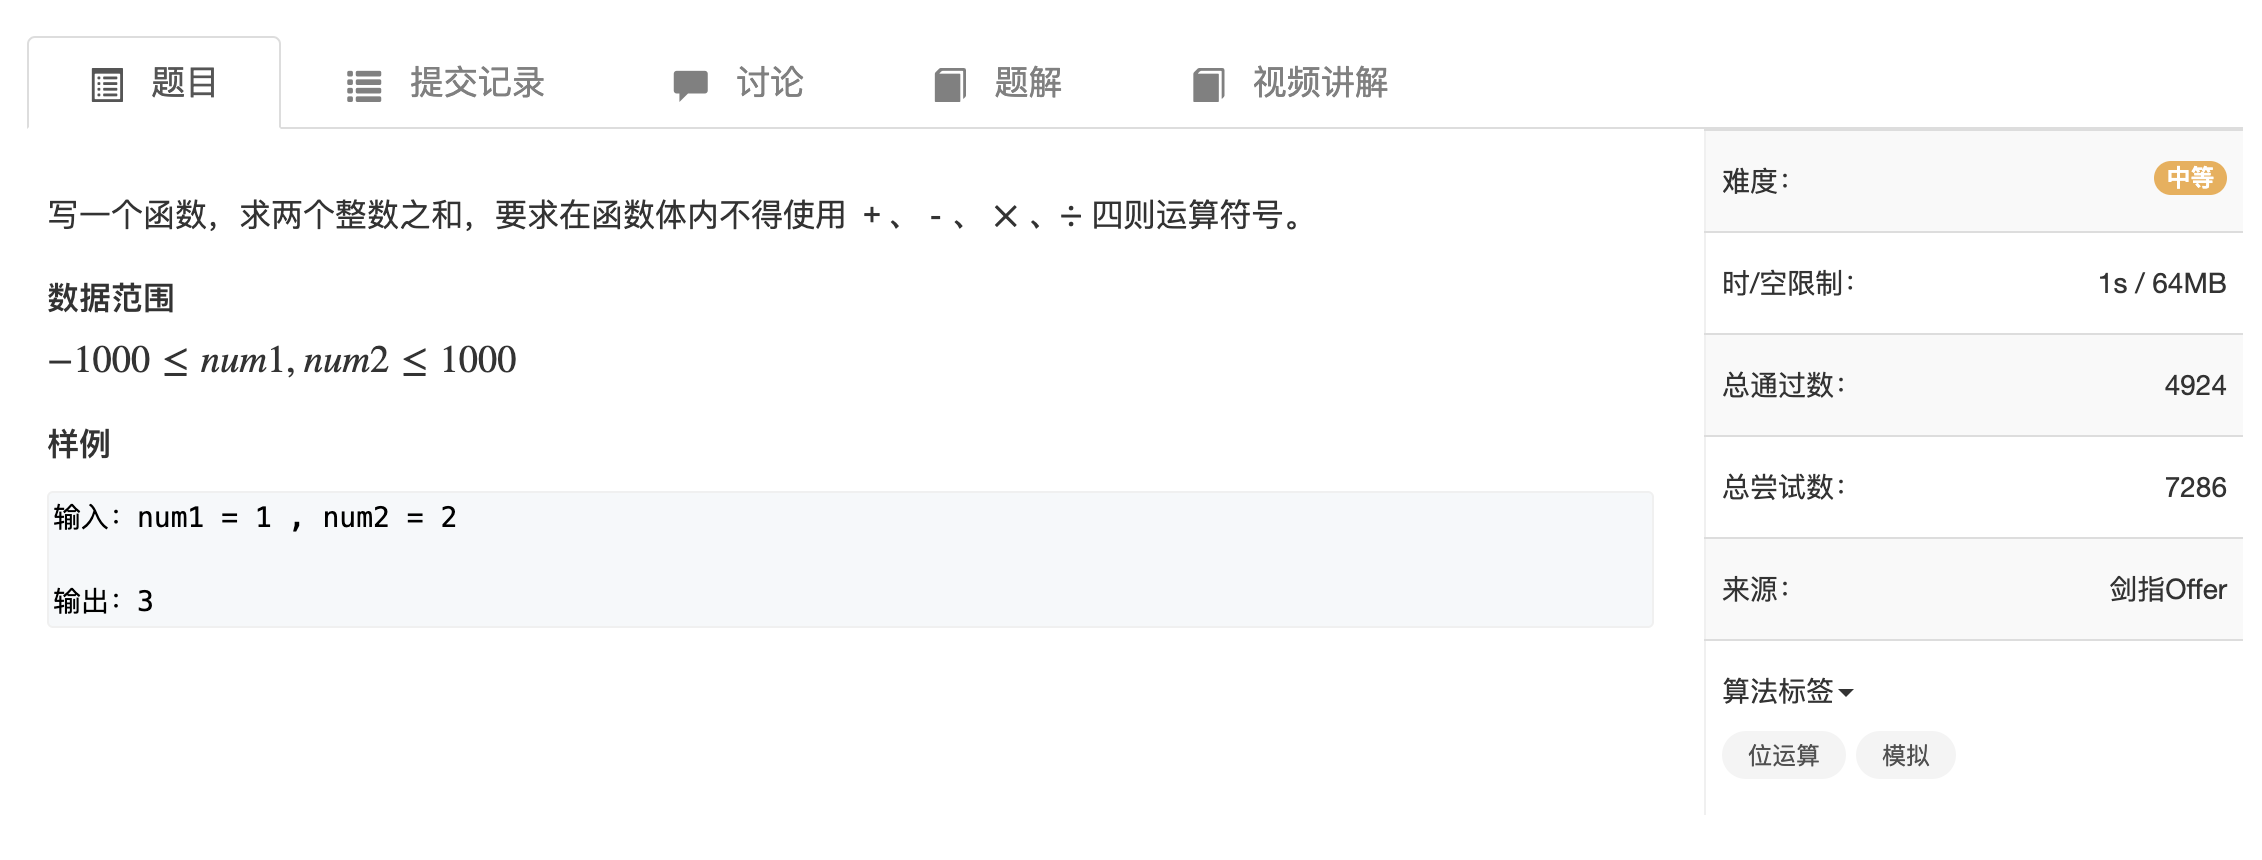 题目 提交记录 讨论 题解 视频讲解
写一个函数，求两个整数之和，要求在函数体内不得使用 +、 -、 ×、÷ 四则运算符号。
数据范围
−1000 ≤ num1, num2 ≤ 1000
样例
输入：num1 = 1 , num2 = 2
输出：3
难度： 中等
时/空限制： 1s / 64MB
总通过数： 4924
总尝试数： 7286
来源： 剑指Offer
算法标签
位运算 模拟